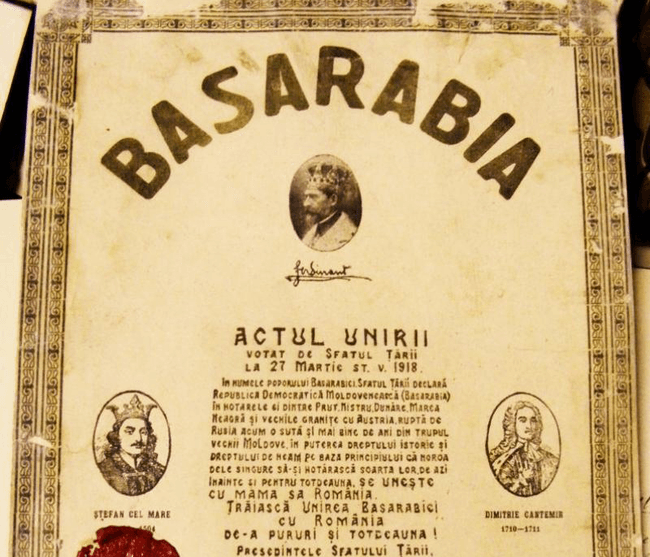 BASARABIA
Ferdinand
ACTUL UNIRII
VOTAT DE SFATUL ȚĂRII
LA 27 MARTIE ST. V. 1918.
ÎN NUMELE POPORULUI BASARABIEI, SFATUL ȚĂRII DECLARĂ
REPUBLICA DEMOCRATICĂ MOLDOVENEASCĂ (BASARABIA)
ÎN HOTARELE EI DINTRE PRUT, NISTRU, DUNĂRE, MAREA
NEAGRĂ ȘI VECHILE GRANIȚE CU AUSTRIA, RUPTĂ DE
RUSIA ACUM O SUTĂ ȘI MAI BINE DE ANI DIN TRUPUL
VECHII MOLDOVE, ÎN PUTEREA DREPTULUI ISTORIC ȘI
DREPTULUI DE NEAM, PE BAZA PRINCIPIULUI CĂ NOROA
DELE SINGURE SĂ-ȘI HOTĂRASCĂ SOARTA LOR, DE AZI
ÎNAINTE ȘI PENTRU TOTDEAUNA, SE UNEȘTE
CU MAMA SA ROMÂNIA.
TRĂIASCĂ UNIREA BASARABIEI
CU ROMÂNIA
DE-A PURURI ȘI TOTDEAUNA!
PREȘEDINTELE SFATULUI ȚĂRII,
ȘTEFAN CEL MARE
1504
DIMITRIE CANTEMIR
1710–1711